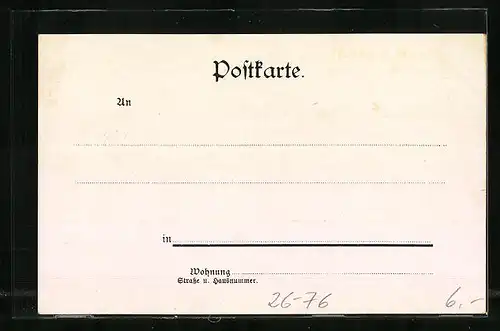 Postkarte.
An
in
Wohnung
Straße u. Hausnummer.
26-76 6.-